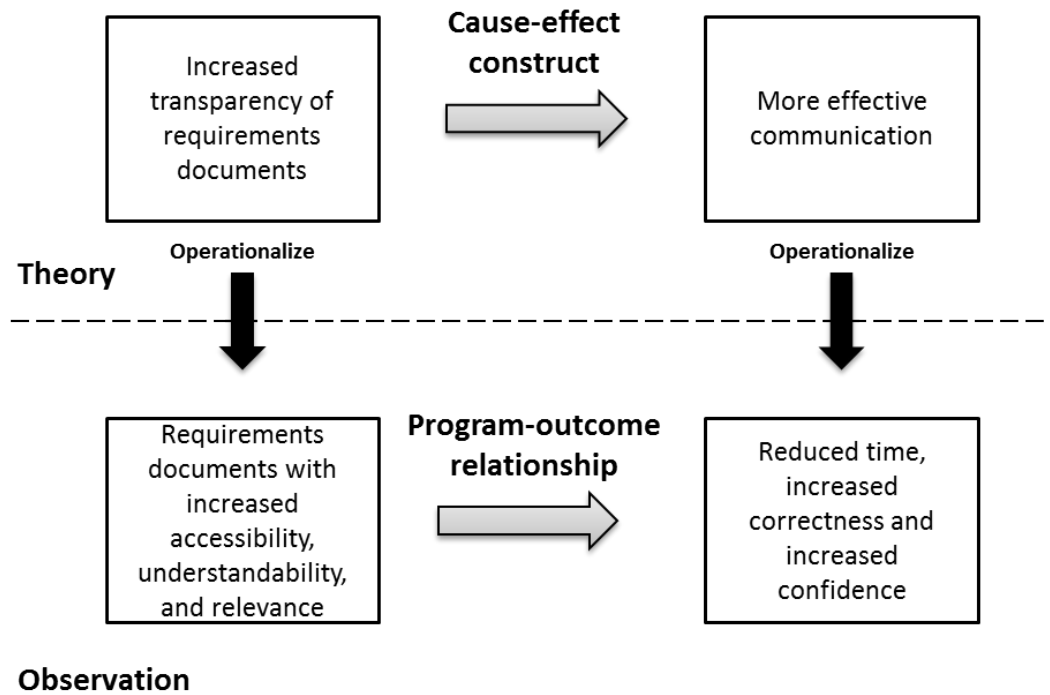 Increased
transparency of
requirements
documents
Cause-effect
construct
More effective
communication
Operationalize
Operationalize
Theory
Requirements
documents with
increased
accessibility,
understandability,
and relevance
Program-outcome
relationship
Reduced time,
increased
correctness and
increased
confidence
Observation